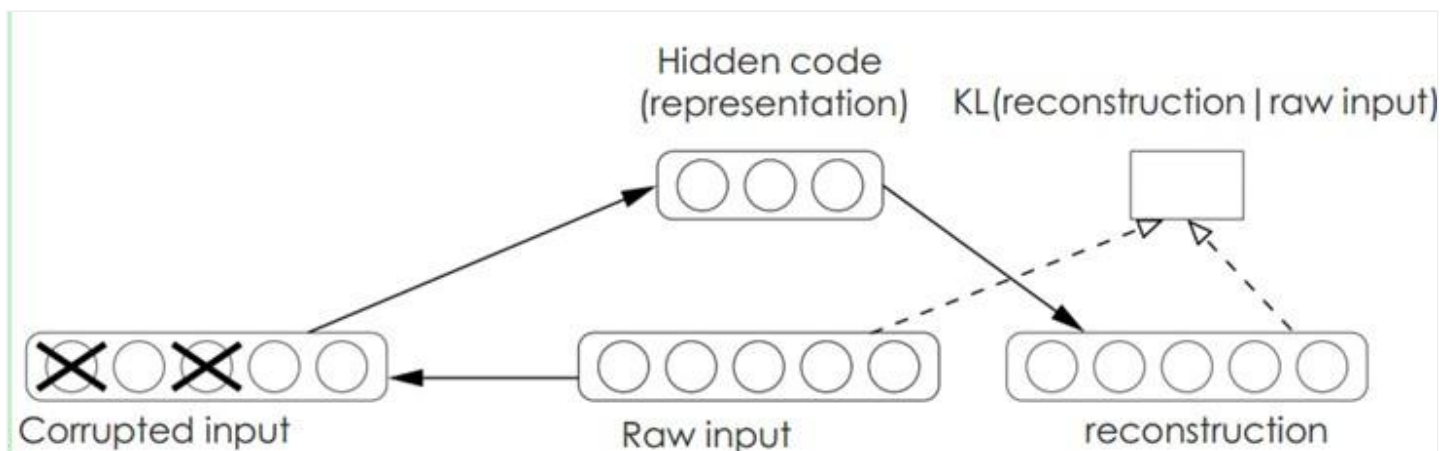 Hidden code
(representation)
KL(reconstruction|raw input)
Corrupted input
Raw input
reconstruction